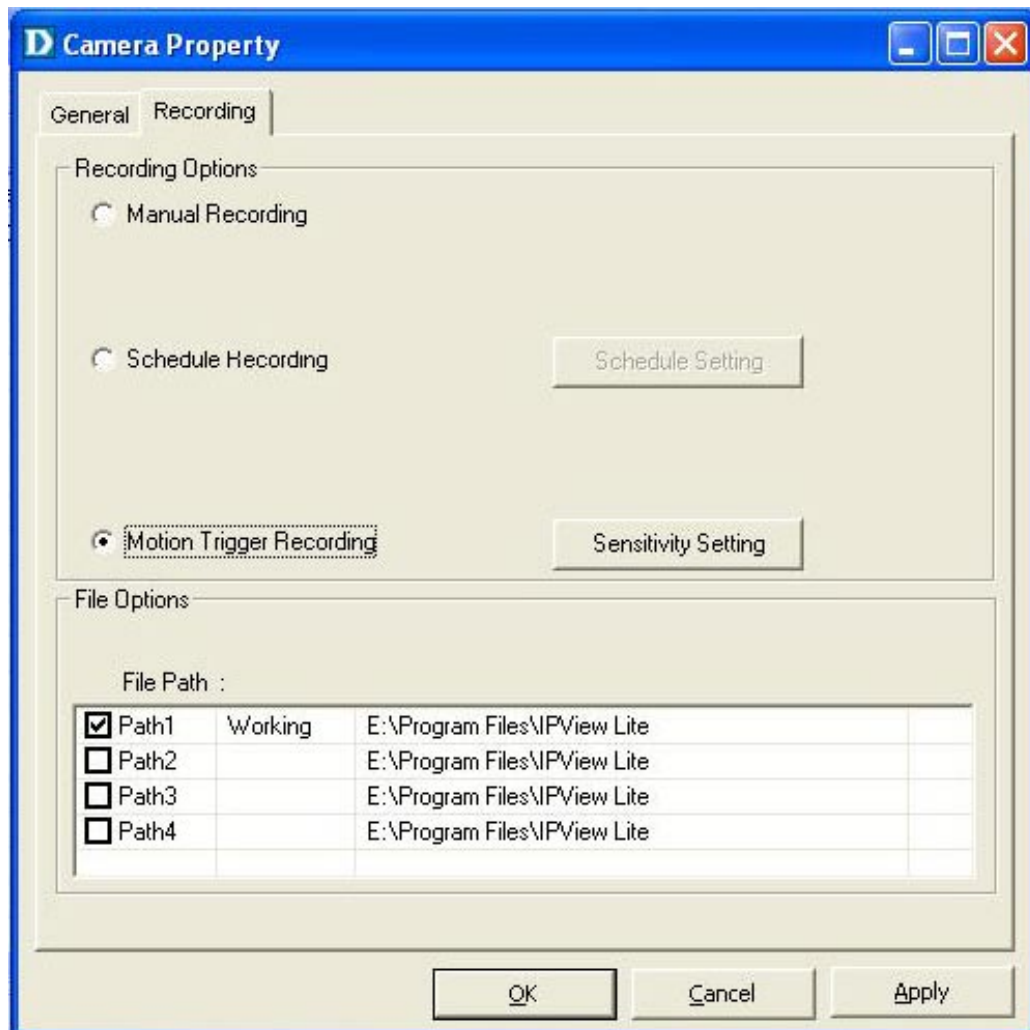 D Camera Property
General Recording
Recording Options
Manual Recording
Schedule Recording Schedule Setting
Motion Trigger Recording Sensitivity Setting
File Options
File Path :
Path1 Working E:\Program Files\IPView Lite
Path2 E:\Program Files\IPView Lite
Path3 E:\Program Files\IPView Lite
Path4 E:\Program Files\IPView Lite
OK Cancel Apply